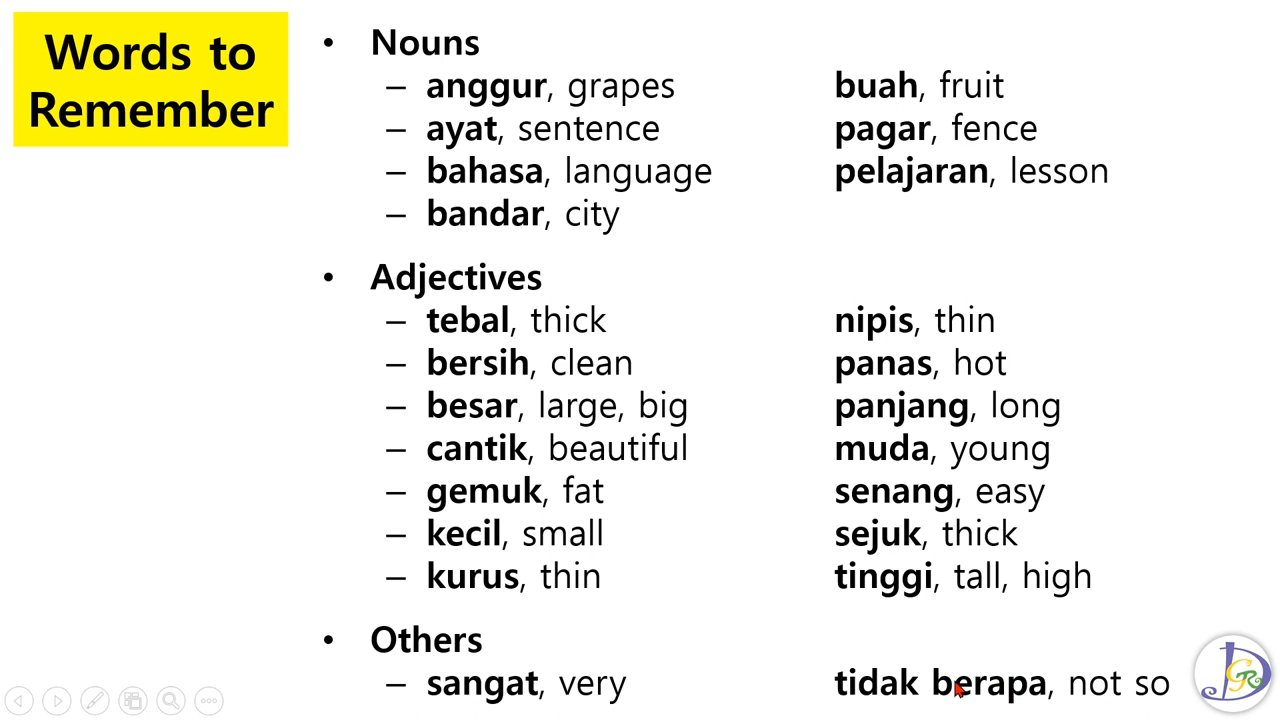 Words to
Remember
• Nouns
– anggur, grapes buah, fruit
– ayat, sentence pagar, fence
– bahasa, language pelajaran, lesson
– bandar, city
• Adjectives
– tebal, thick nipis, thin
– bersih, clean panas, hot
– besar, large, big panjang, long
– cantik, beautiful muda, young
– gemuk, fat senang, easy
– kecil, small sejuk, thick
– kurus, thin tinggi, tall, high
• Others
– sangat, very tidak berapa, not so